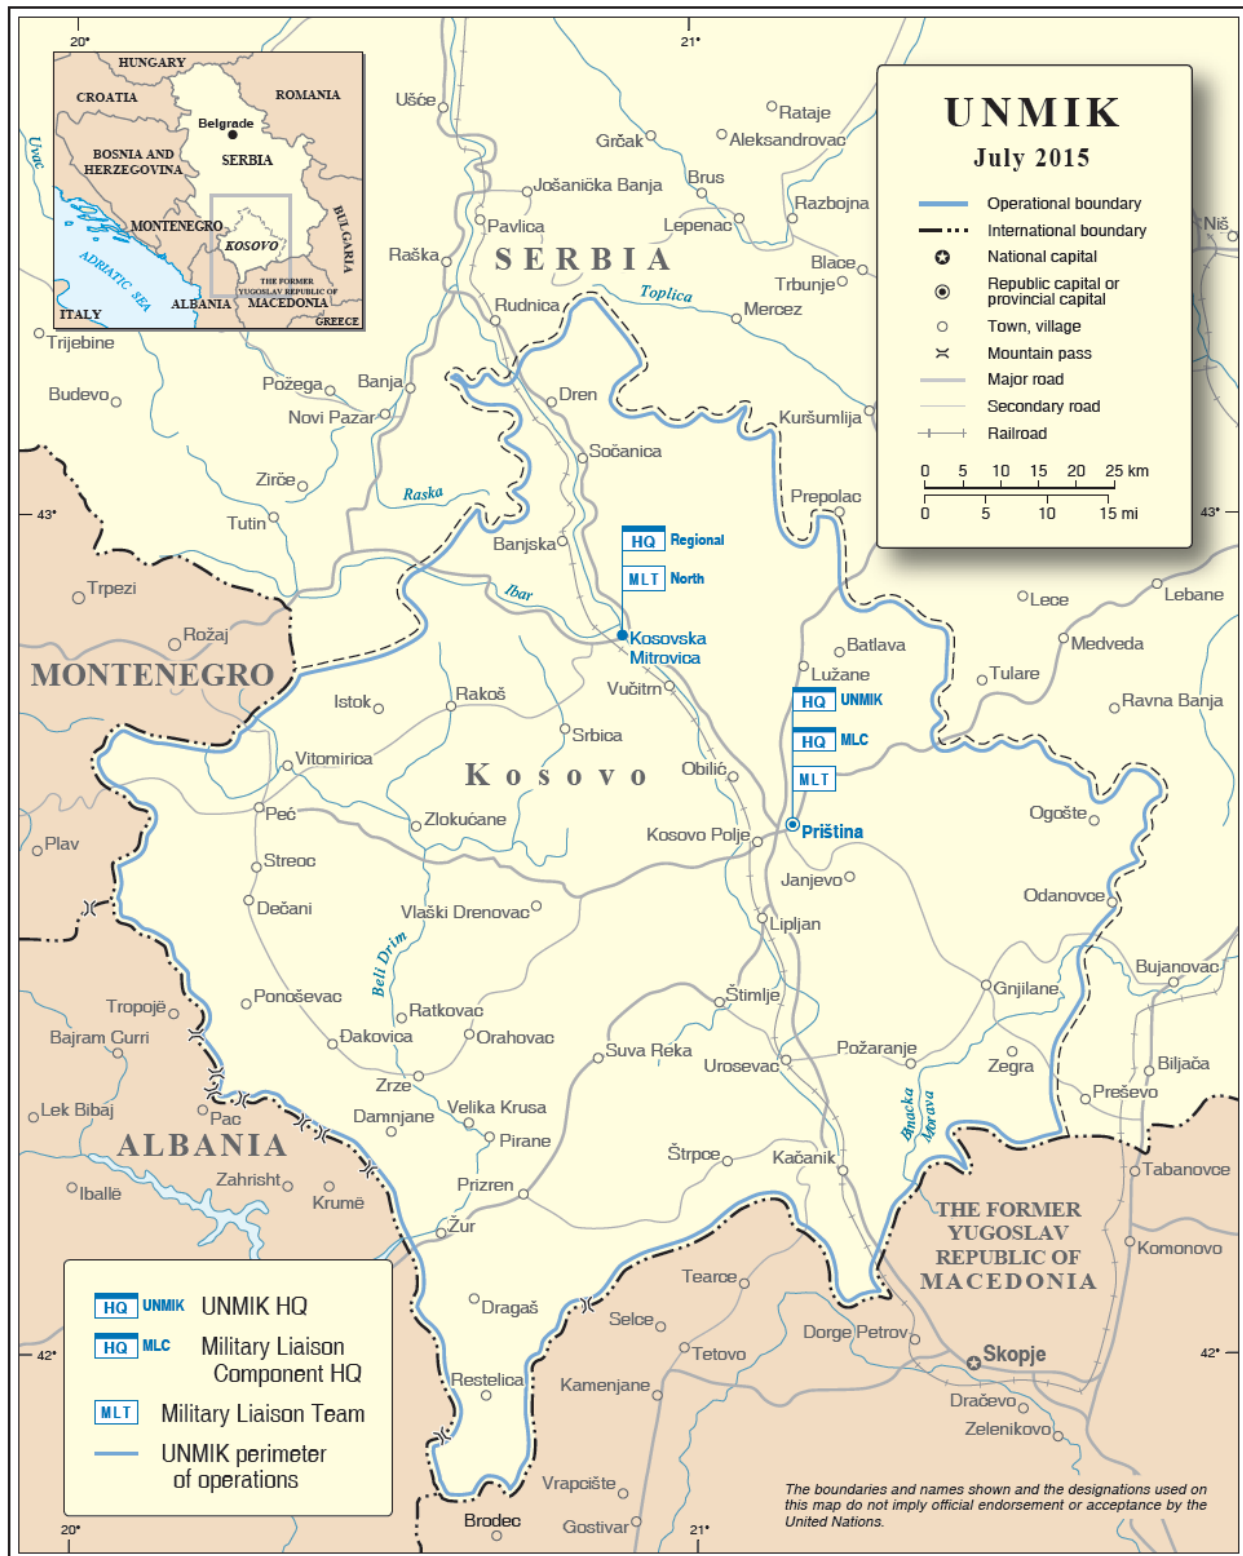 20°
21°
HUNGARY
CROATIA
ROMANIA
Belgrade
BOSNIA AND
HERZEGOVINA
SERBIA
MONTENEGRO
BULGARIA
KOSOVO
ADRIATIC SEA
THE FORMER
YUGOSLAV REPUBLIC OF
MACEDONIA
ALBANIA
ITALY
GREECE
UNMIK
July 2015
Operational boundary
International boundary
National capital
Republic capital or
provincial capital
Town, village
Mountain pass
Major road
Secondary road
Railroad
0 5 10 15 20 25 km
0 5 10 15 mi
Uvac
Ušće
Rataje
Grčak
Aleksandrovac
Jošanička Banja
Brus
Pavlica
Lepenac
Razbojna
Niš
Raška
SERBIA
Blace
Trbunje
Toplica
Rudnica
Mercez
Trijebine
Budevo
Požega
Banja
Novi Pazar
Dren
Kuršumlija
Sočanica
Zirče
Raska
Prepolac
43°
43°
Tutin
Banjska
HQ Regional
MLT North
Ibar
Trpezi
Lece
Lebane
Rožaj
Kosovska
Mitrovica
Batlava
Medveda
Lužane
MONTENEGRO
Vučitrn
Tulare
Istok
Rakoš
HQ UNMIK
Ravna Banja
Srbica
HQ MLC
Vitomirica
Kosovo
Obilić
MLT
Peć
Zlokućane
Ogošte
Kosovo Polje
Priština
Plav
Streoc
Janjevo
Dečani
Vlaški Drenovac
Odanovce
Lipljan
Beli Drim
Bujanovac
Gnjilane
Ponoševac
Štimlje
Tropojë
Ratkovac
Bajram Curri
Đakovica
Orahovac
Suva Reka
Urosevac
Požaranje
Zegra
Biljača
Zrze
Preševo
Lek Bibaj
Pac
Damnjane
Velika Krusa
Binacka
Morava
ALBANIA
Pirane
Štrpce
Kačanik
Tabanovce
Iballë
Zahrisht
Krumë
Prizren
THE FORMER
YUGOSLAV
REPUBLIC OF
MACEDONIA
Žur
Komonovo
Tearce
Dragaš
Selce
Dorge Petrov
Tetovo
Skopje
42°
42°
Restelica
Kamenjane
Dračevo
Zelenikovo
Vrapcište
Brodec
Gostivar
HQ UNMIK UNMIK HQ
HQ MLC Military Liaison
Component HQ
MLT Military Liaison Team
UNMIK perimeter
of operations
The boundaries and names shown and the designations used on
this map do not imply official endorsement or acceptance by the
United Nations.
20°
21°